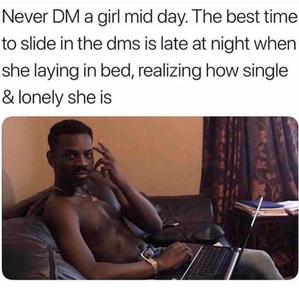 Never DM a girl mid day. The best time
to slide in the dms is late at night when
she laying in bed, realizing how single
& lonely she is